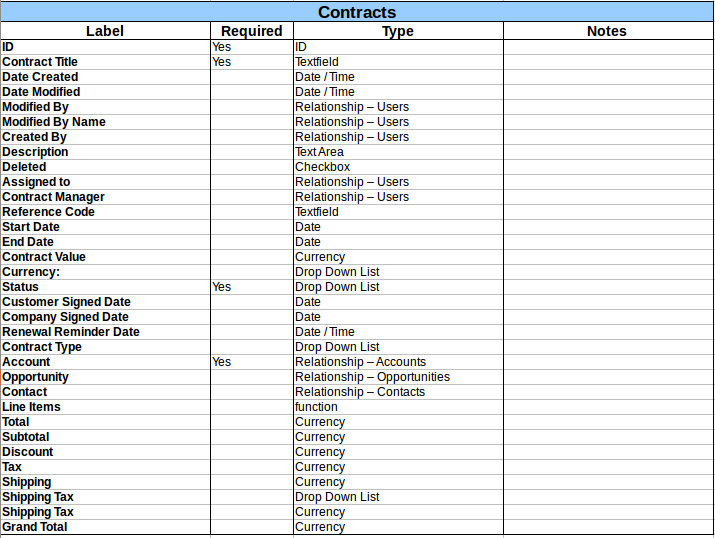 Contracts
Label Required Type Notes
ID Yes ID
Contract Title Yes Textfield
Date Created Date / Time
Date Modified Date / Time
Modified By Relationship – Users
Modified By Name Relationship – Users
Created By Relationship – Users
Description Text Area
Deleted Checkbox
Assigned to Relationship – Users
Contract Manager Relationship – Users
Reference Code Textfield
Start Date Date
End Date Date
Contract Value Currency
Currency: Drop Down List
Status Yes Drop Down List
Customer Signed Date Date
Company Signed Date Date
Renewal Reminder Date Date / Time
Contract Type Drop Down List
Account Yes Relationship – Accounts
Opportunity Relationship – Opportunities
Contact Relationship – Contacts
Line Items function
Total Currency
Subtotal Currency
Discount Currency
Tax Currency
Shipping Currency
Shipping Tax Drop Down List
Shipping Tax Currency
Grand Total Currency